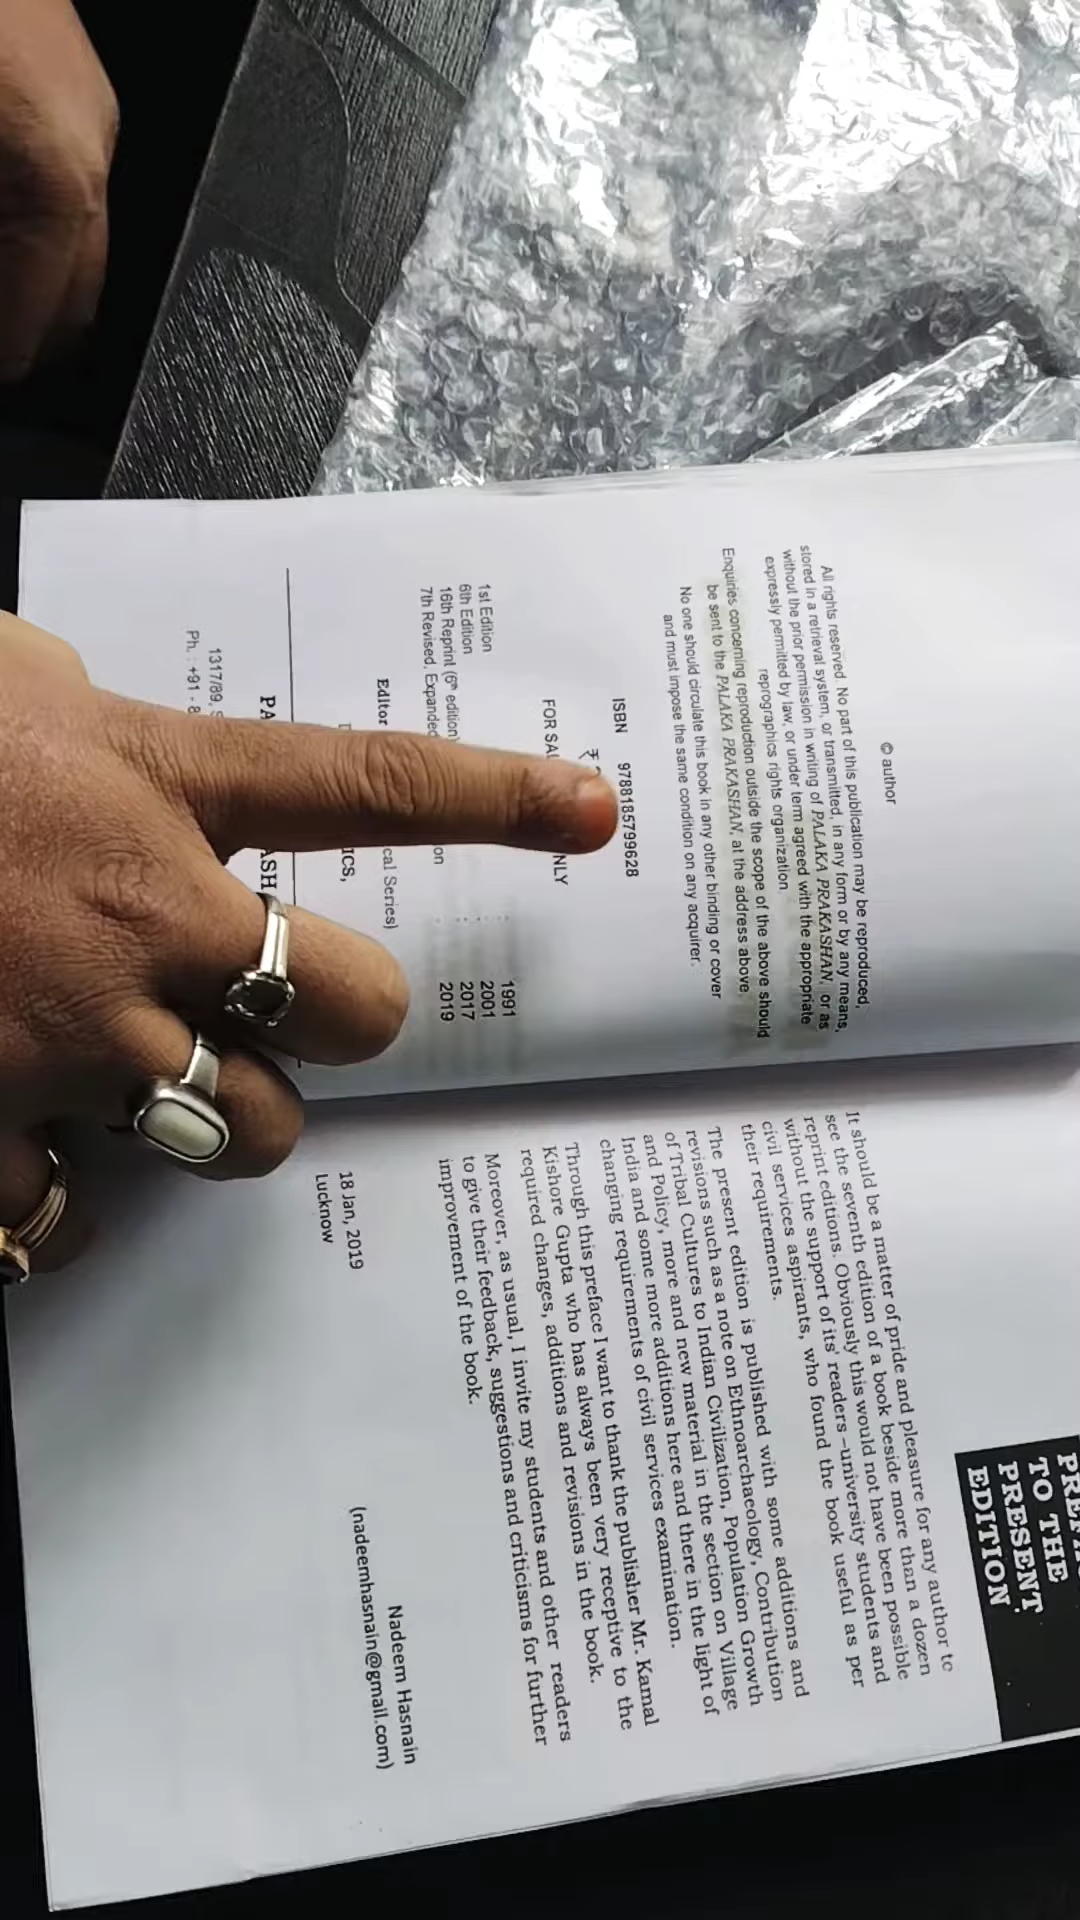 © author
All rights reserved. No part of this publication may be reproduced,
stored in a retrieval system, or transmitted, in any form or by any means,
without the prior permission in writing of PALAKA PRAKASHAN, or as
expressly permitted by law, or under term agreed with the appropriate
reprographics rights organization.
Enquiries concerning reproduction outside the scope of the above should
be sent to the PALAKA PRAKASHAN, at the address above.
No one should circulate this book in any other binding or cover
and must impose the same condition on any acquirer.
ISBN 9788185799628
₹
FOR
1st Edition : 1991
6th Edition : 2001
16th Reprint (6th edition) : 2017
7th Revised, Expanded : 2019
Editor cal Series)
ICS,
PA ASH
1317/89,
Ph. : +91 - 8
TO THE
PRESENT
EDITION
It should be a matter of pride and pleasure for any author to
see the seventh edition of a book beside more than a dozen
reprint editions. Obviously this would not have been possible
without the support of its' readers –university students and
civil services aspirants, who found the book useful as per
their requirements.
The present edition is published with some additions and
revisions such as a note on Ethnoarchaeology, Contribution
of Tribal Cultures to Indian Civilization, Population Growth
and Policy, more and new material in the section on Village
India and some more additions here and there in the light of
changing requirements of civil services examination.
Through this preface I want to thank the publisher Mr. Kamal
Kishore Gupta who has always been very receptive to the
required changes, additions and revisions in the book.
Moreover, as usual, I invite my students and other readers
to give their feedback, suggestions and criticisms for further
improvement of the book.
18 Jan, 2019
Lucknow
Nadeem Hasnain
(nadeemhasnain@gmail.com)